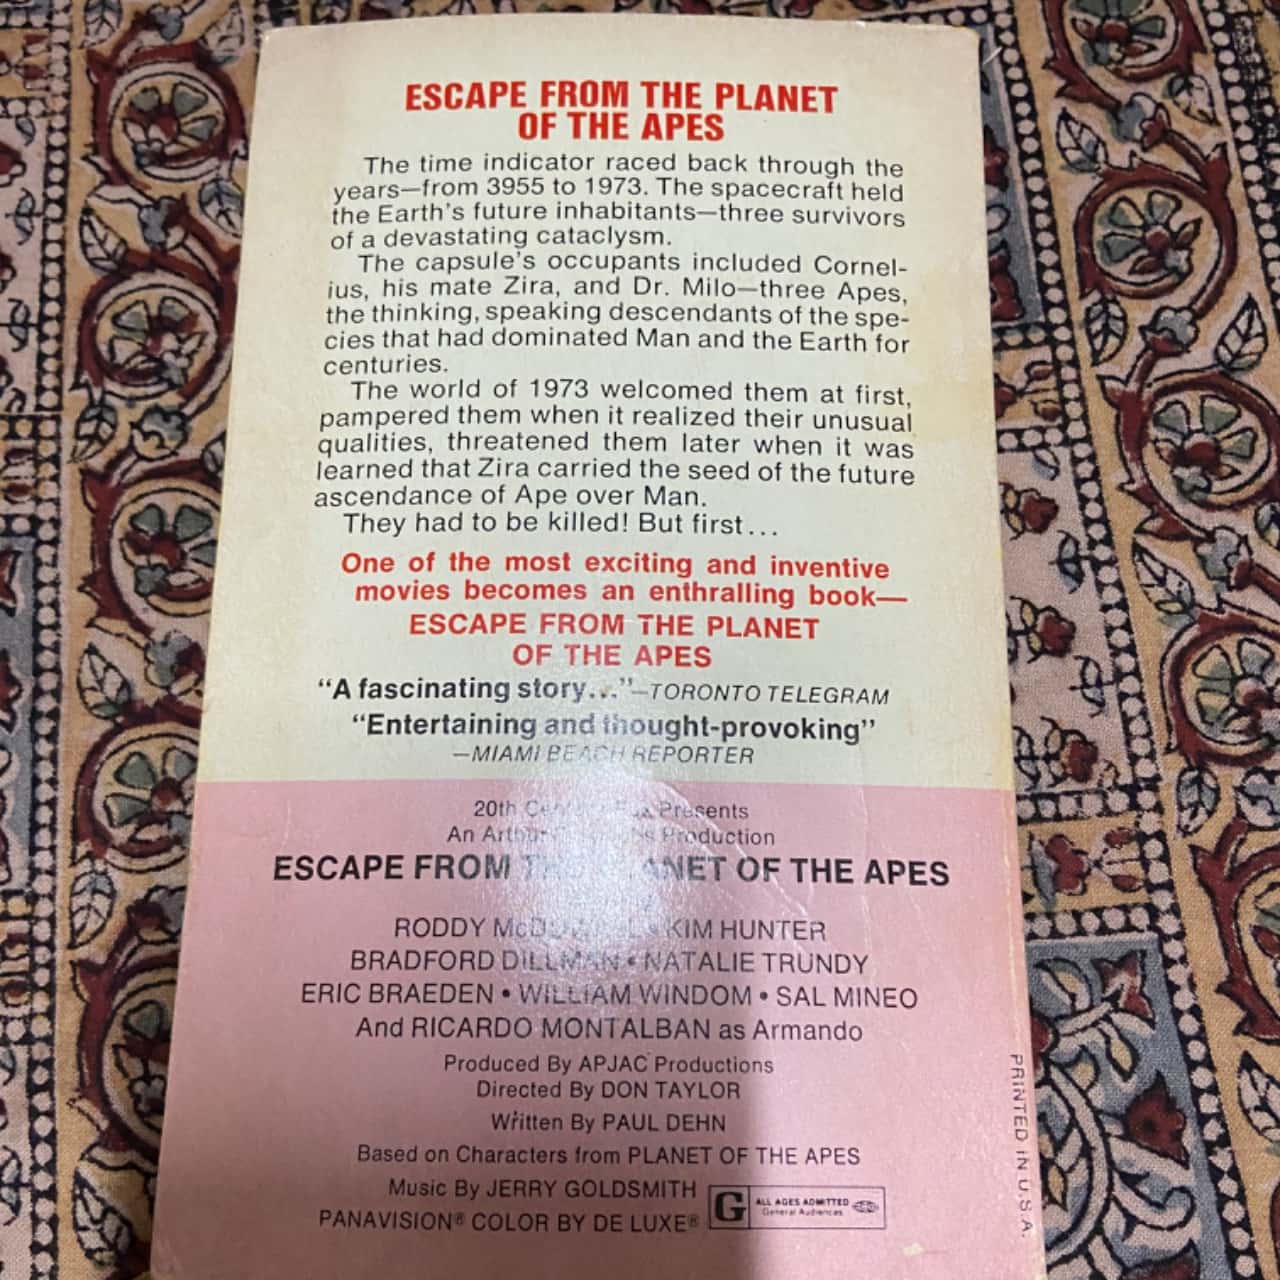 ESCAPE FROM THE PLANET
OF THE APES
The time indicator raced back through the
years—from 3955 to 1973. The spacecraft held
the Earth's future inhabitants—three survivors
of a devastating cataclysm.
The capsule's occupants included Cornel-
ius, his mate Zira, and Dr. Milo—three Apes,
the thinking, speaking descendants of the spe-
cies that had dominated Man and the Earth for
centuries.
The world of 1973 welcomed them at first,
pampered them when it realized their unusual
qualities, threatened them later when it was
learned that Zira carried the seed of the future
ascendance of Ape over Man.
They had to be killed! But first...
One of the most exciting and inventive
movies becomes an enthralling book—
ESCAPE FROM THE PLANET
OF THE APES
“A fascinating story...”—TORONTO TELEGRAM
“Entertaining and thought-provoking”
—MIAMI BEACH REPORTER
20th Century Fox Presents
An Arthur Production
ESCAPE FROM THE PLANET OF THE APES
RODDY McDOWALL • KIM HUNTER
BRADFORD DILLMAN • NATALIE TRUNDY
ERIC BRAEDEN • WILLIAM WINDOM • SAL MINEO
And RICARDO MONTALBAN as Armando
Produced By APJAC Productions
Directed By DON TAYLOR
Written By PAUL DEHN
Based on Characters from PLANET OF THE APES
Music By JERRY GOLDSMITH
PANAVISION® COLOR BY DE LUXE®
G ALL AGES ADMITTED
General Audiences
PRINTED IN U.S.A.